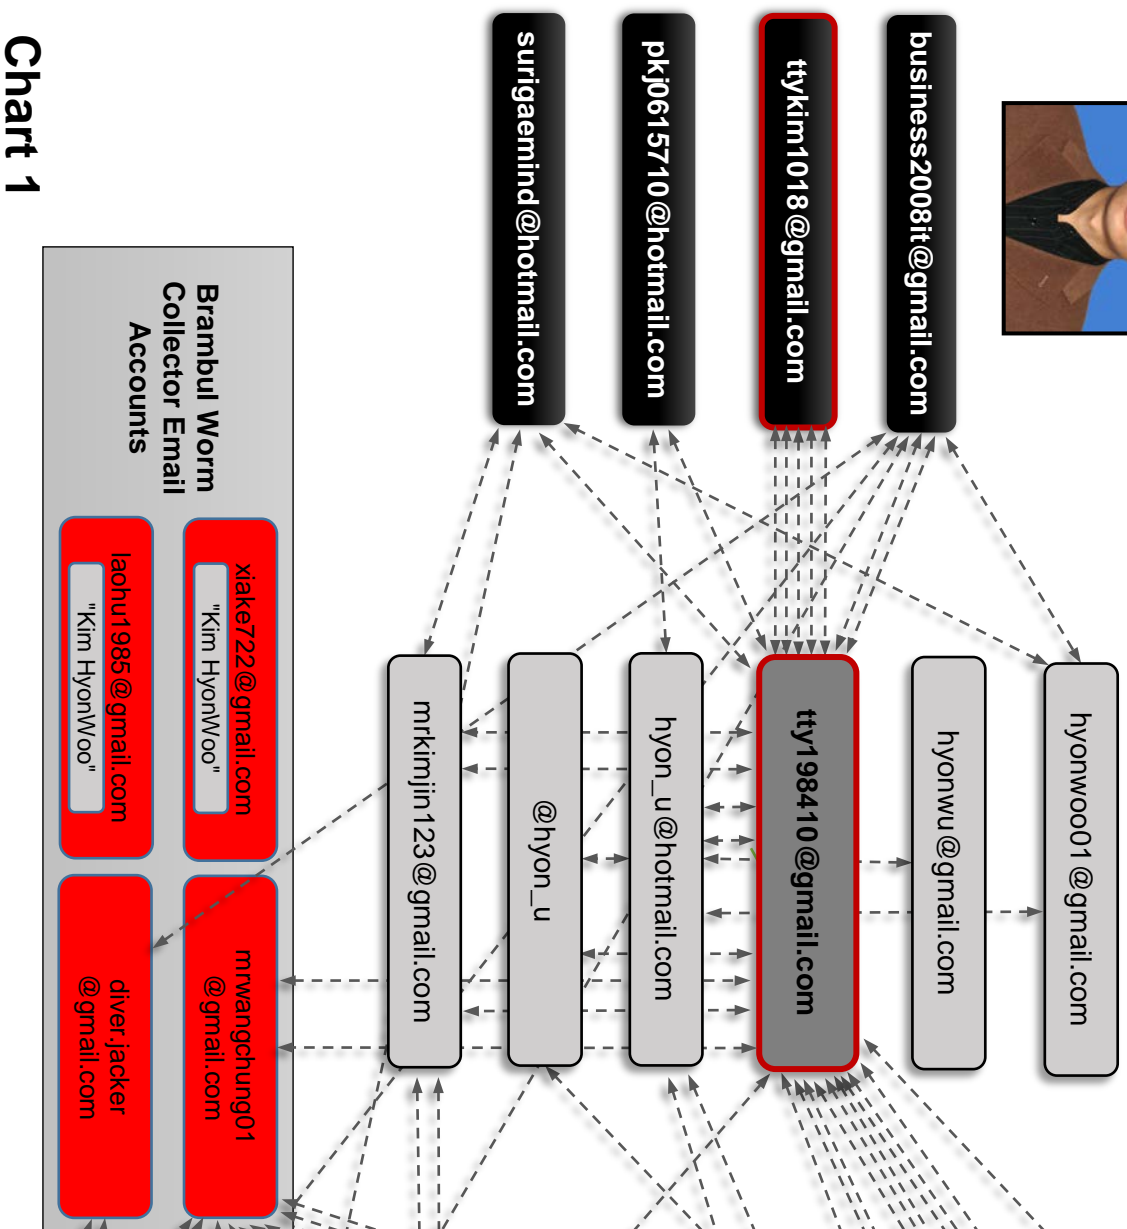 Chart 1
business2008it@gmail.com
ttykim1018@gmail.com
pkj0615710@hotmail.com
surigaemind@hotmail.com
hyonwoo01@gmail.com
hyonwu@gmail.com
tty198410@gmail.com
hyon_u@hotmail.com
@hyon_u
mrkimjin123@gmail.com
Brambul Worm
Collector Email
Accounts
xiake722@gmail.com
"Kim HyonWoo"
laohu1985@gmail.com
"Kim HyonWoo"
mrwangchung01
@gmail.com
diver.jacker
@gmail.com